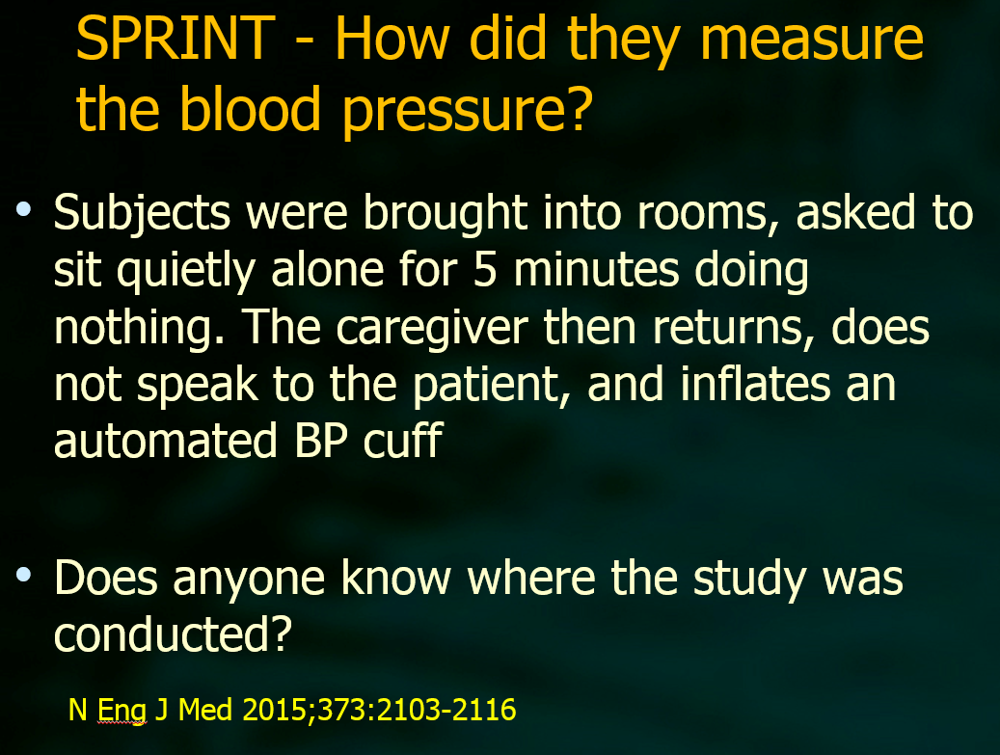 SPRINT - How did they measure
the blood pressure?
• Subjects were brought into rooms, asked to
sit quietly alone for 5 minutes doing
nothing. The caregiver then returns, does
not speak to the patient, and inflates an
automated BP cuff
• Does anyone know where the study was
conducted?
N Eng J Med 2015;373:2103-2116